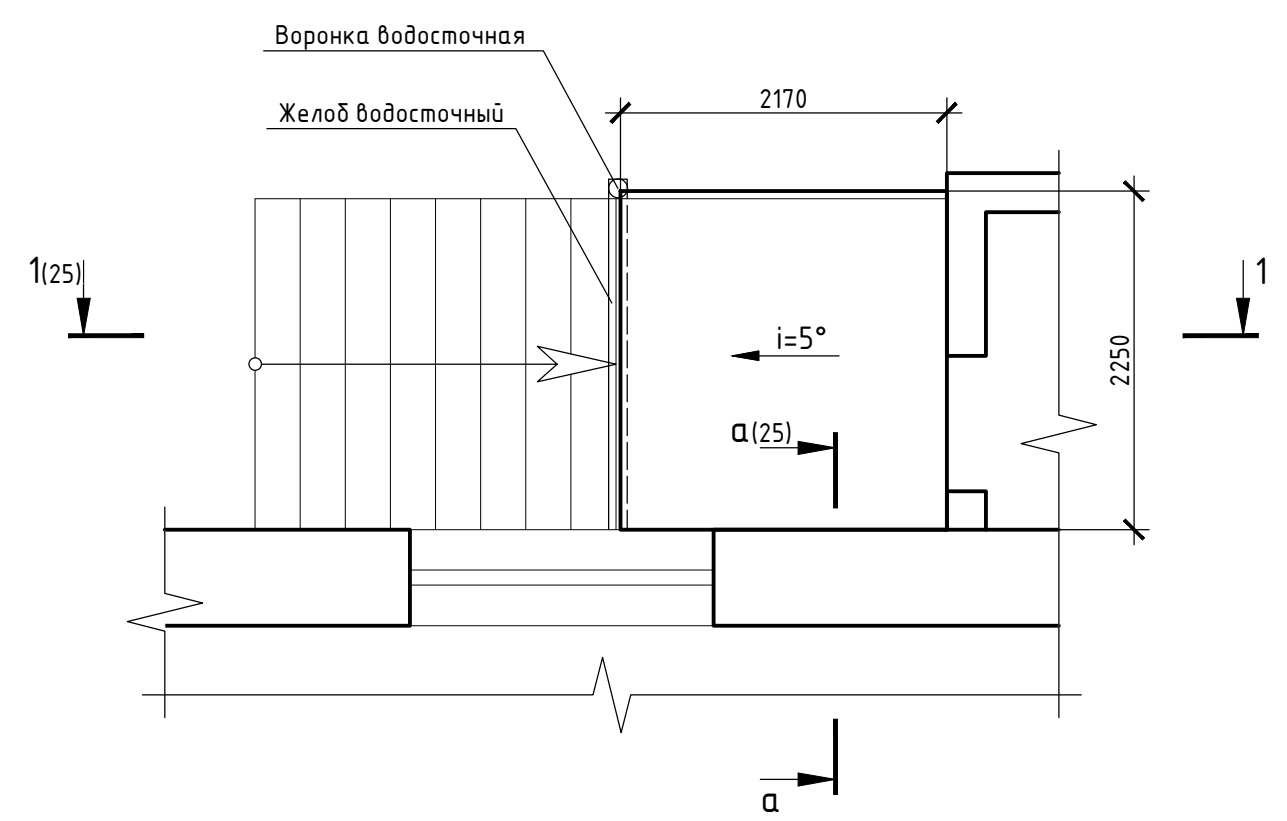 Воронка водосточная
Желоб водосточный
2170
1(25)
1
i=5°
2250
а(25)
а